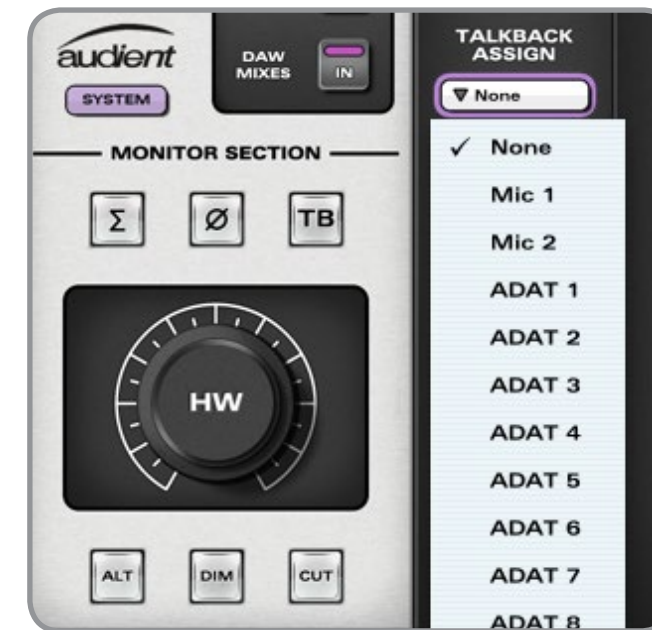 audient
SYSTEM
DAW
MIXES
IN
MONITOR SECTION
Σ
Ø
TB
HW
ALT
DIM
CUT
TALKBACK
ASSIGN
▼ None
✓ None
Mic 1
Mic 2
ADAT 1
ADAT 2
ADAT 3
ADAT 4
ADAT 5
ADAT 6
ADAT 7
ADAT 8